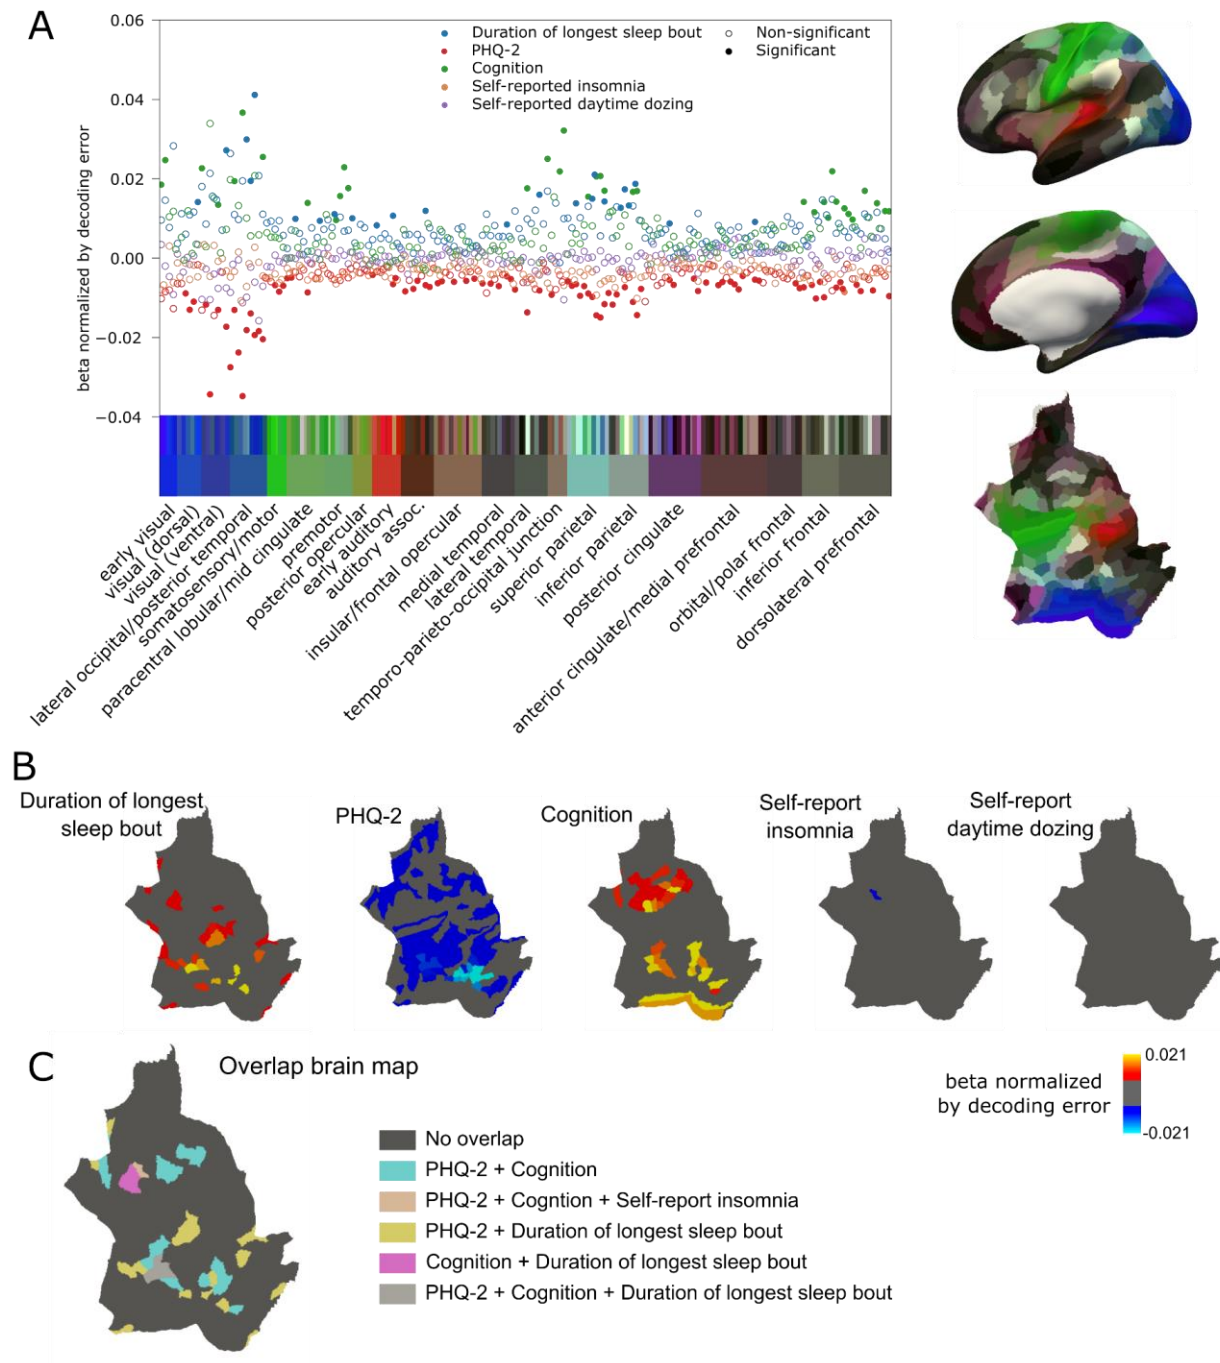 A
0.06
0.04
0.02
0.00
−0.02
−0.04
beta normalized by decoding error
Duration of longest sleep bout
PHQ-2
Cognition
Self-reported insomnia
Self-reported daytime dozing
Non-significant
Significant
early visual
visual (dorsal)
visual (ventral)
lateral occipital/posterior temporal
somatosensory/motor
paracentral lobular/mid cingulate
premotor
posterior opercular
early auditory
auditory assoc.
insular/frontal opercular
medial temporal
lateral temporal
temporo-parieto-occipital junction
superior parietal
inferior parietal
posterior cingulate
anterior cingulate/medial prefrontal
orbital/polar frontal
inferior frontal
dorsolateral prefrontal
B
Duration of longest
sleep bout
PHQ-2
Cognition
Self-report
insomnia
Self-report
daytime dozing
beta normalized
by decoding error
0.021
-0.021
C
Overlap brain map
No overlap
PHQ-2 + Cognition
PHQ-2 + Cogntion + Self-report insomnia
PHQ-2 + Duration of longest sleep bout
Cognition + Duration of longest sleep bout
PHQ-2 + Cognition + Duration of longest sleep bout